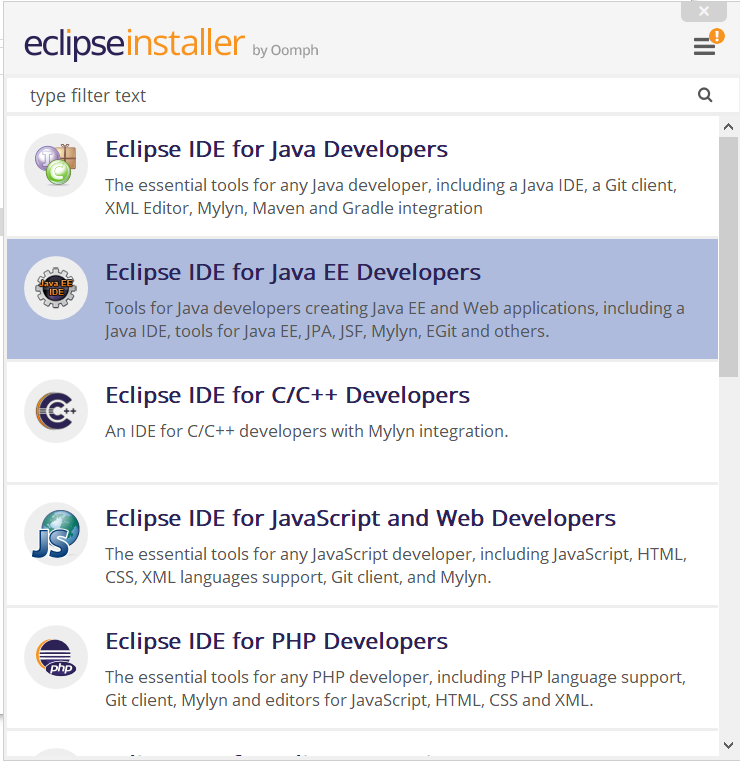 eclipseinstaller by Oomph
!
type filter text
Eclipse IDE for Java Developers
The essential tools for any Java developer, including a Java IDE, a Git client,
XML Editor, Mylyn, Maven and Gradle integration
Java EE
IDE
Eclipse IDE for Java EE Developers
Tools for Java developers creating Java EE and Web applications, including a
Java IDE, tools for Java EE, JPA, JSF, Mylyn, EGit and others.
C++
Eclipse IDE for C/C++ Developers
An IDE for C/C++ developers with Mylyn integration.
JS
Eclipse IDE for JavaScript and Web Developers
The essential tools for any JavaScript developer, including JavaScript, HTML,
CSS, XML languages support, Git client, and Mylyn.
php
Eclipse IDE for PHP Developers
The essential tools for any PHP developer, including PHP language support,
Git client, Mylyn and editors for JavaScript, HTML, CSS and XML.